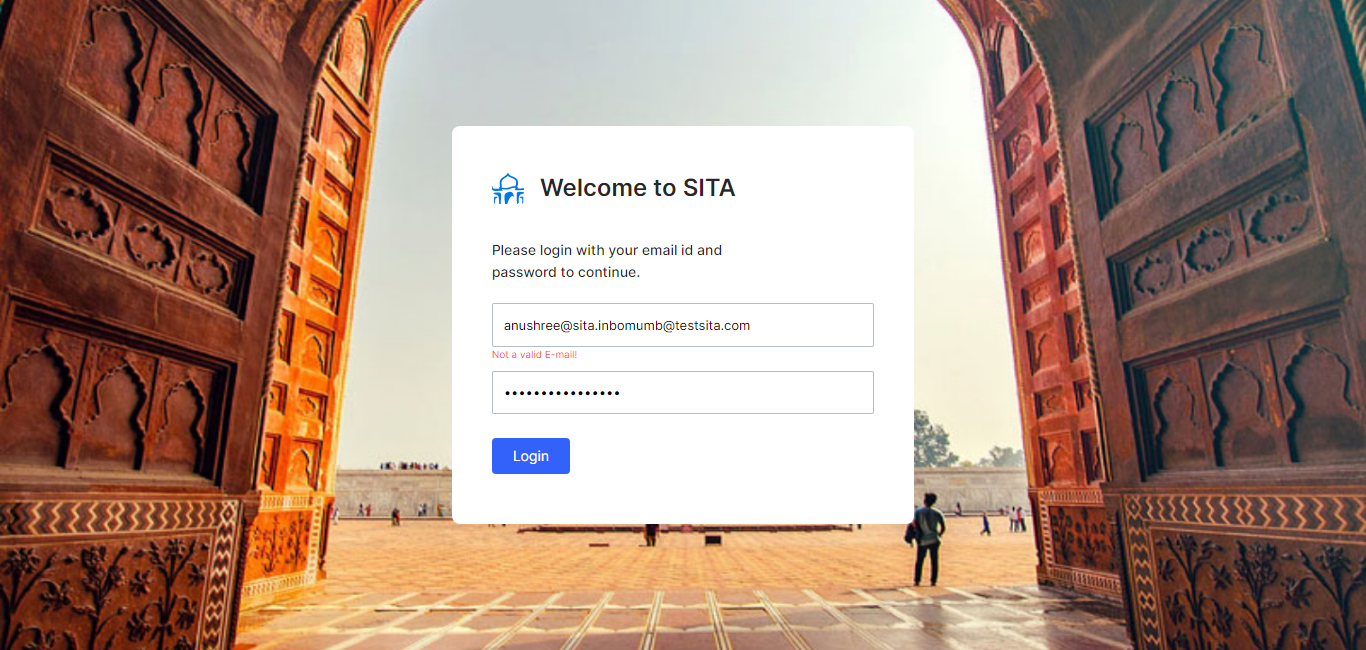 Welcome to SITA
Please login with your email id and
password to continue.
anushree@sita.inbomumb@testsita.com
Not a valid E-mail!
••••••••••••••••
Login